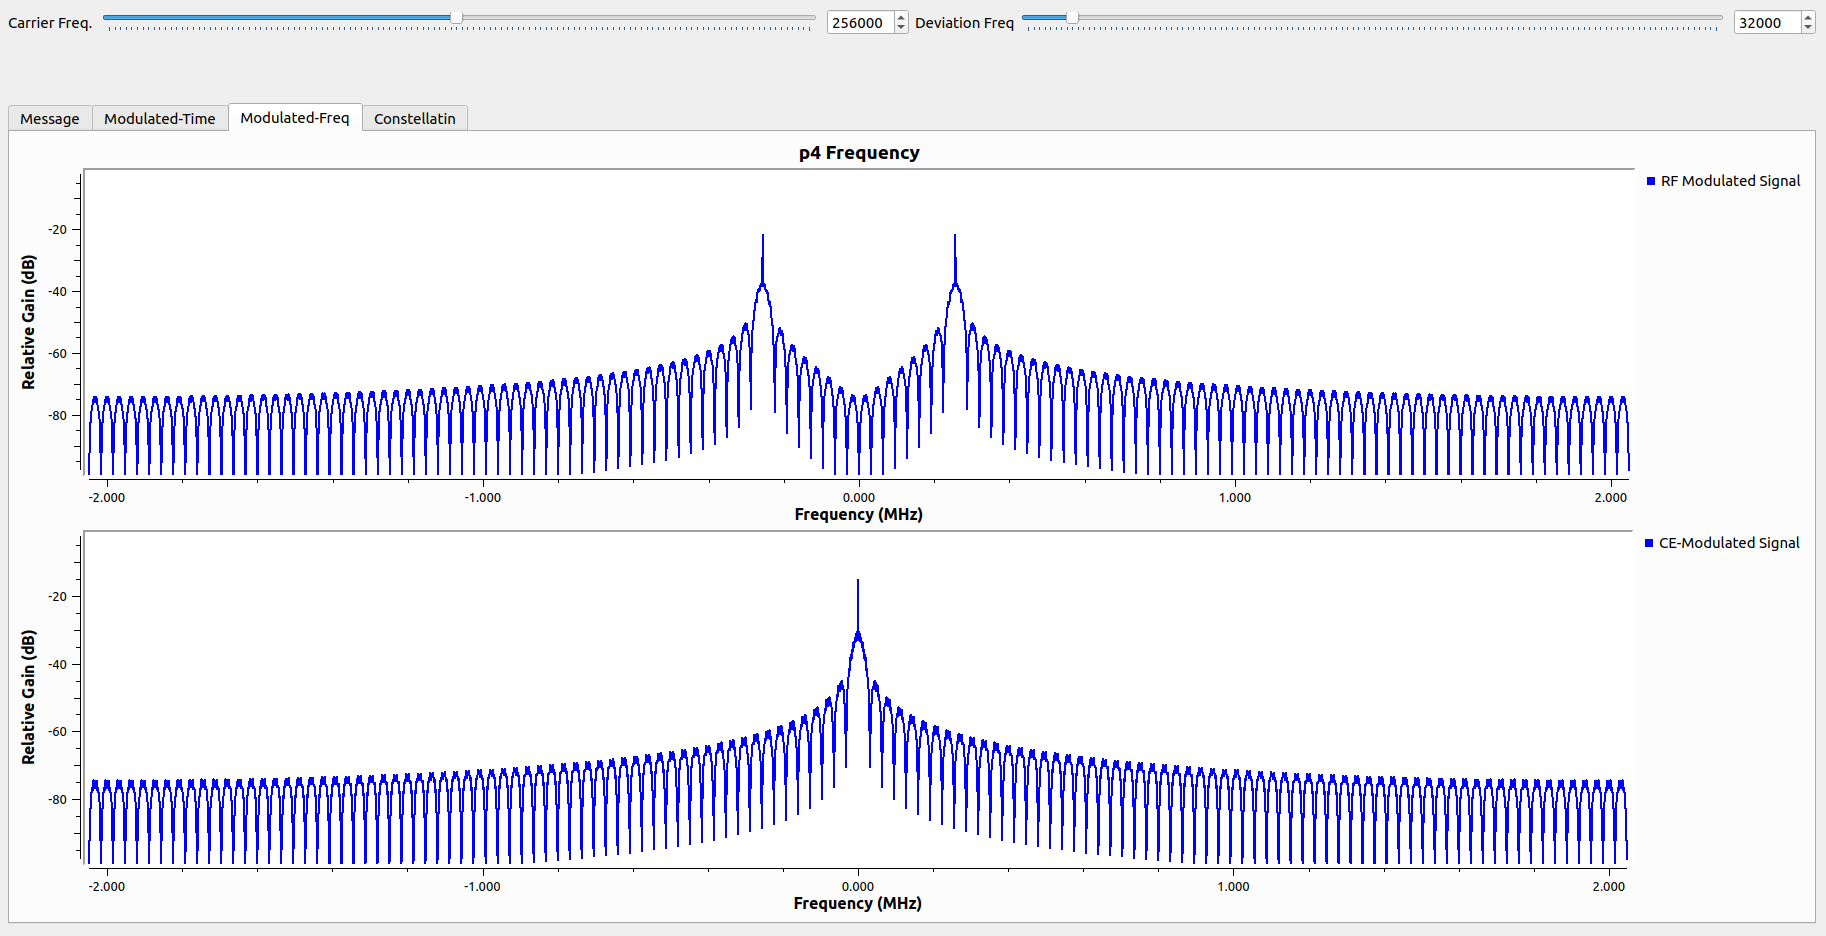 Carrier Freq. 256000 Deviation Freq 32000
Message Modulated-Time Modulated-Freq Constellatin
p4 Frequency
RF Modulated Signal
Relative Gain (dB)
-20
-40
-60
-80
-2.000 -1.000 0.000 1.000 2.000
Frequency (MHz)
CE-Modulated Signal
Relative Gain (dB)
-20
-40
-60
-80
-2.000 -1.000 0.000 1.000 2.000
Frequency (MHz)